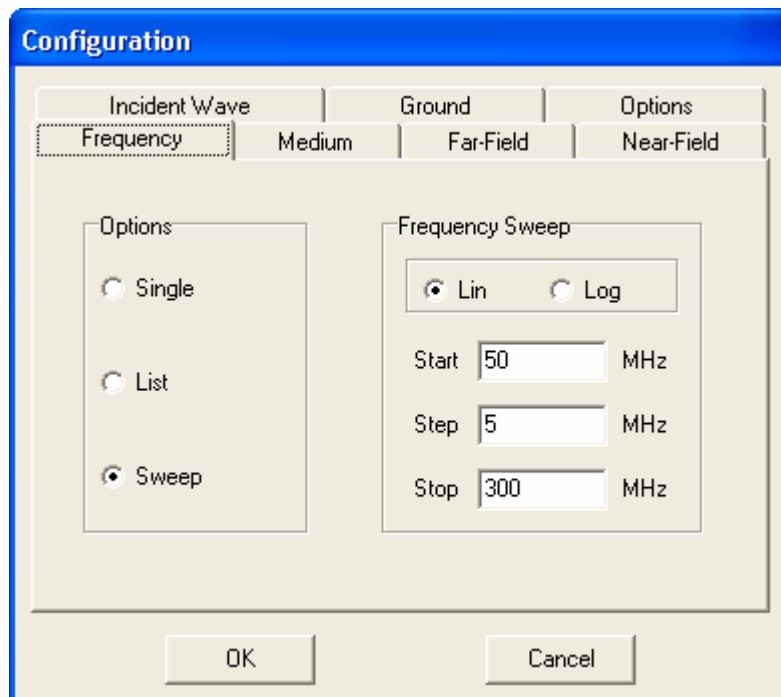 Configuration
Incident Wave Ground Options
Frequency Medium Far-Field Near-Field
Options
Single
List
Sweep
Frequency Sweep
Lin Log
Start 50 MHz
Step 5 MHz
Stop 300 MHz
OK Cancel